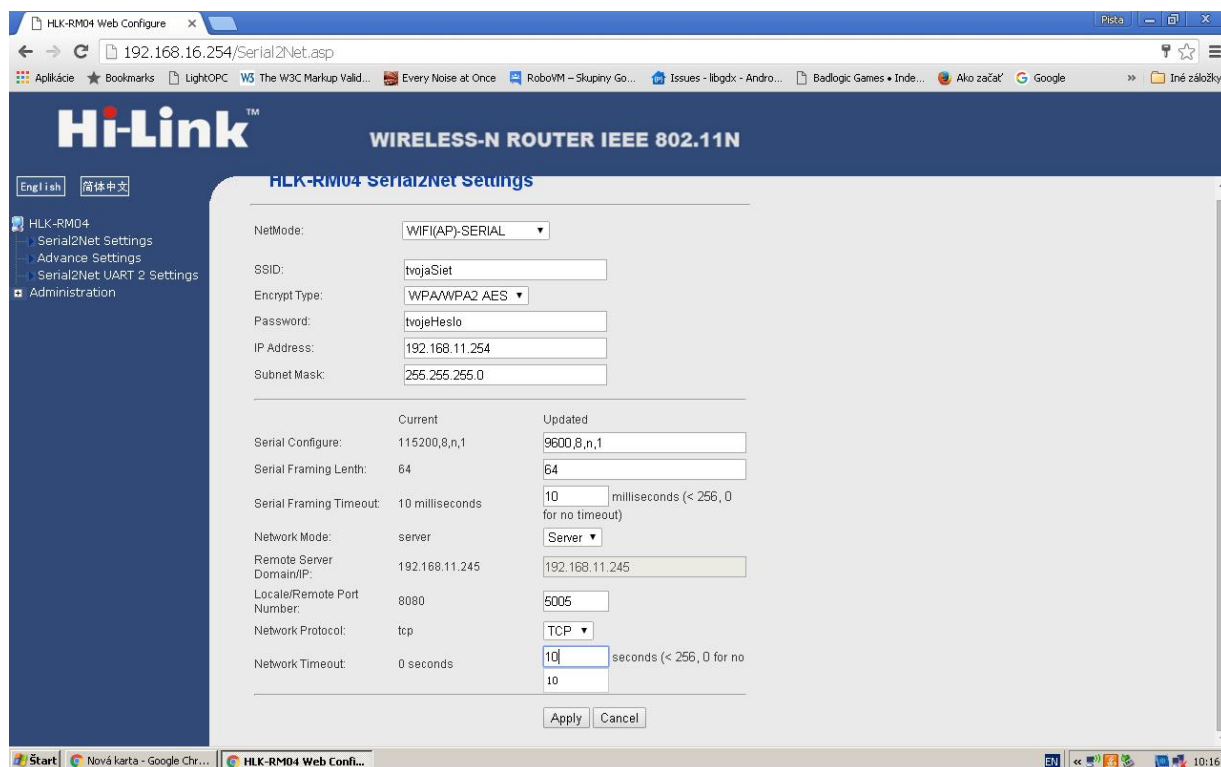 HLK-RM04 Web Configure
Pista
192.168.16.254/Serial2Net.asp
Aplikácie Bookmarks LightOPC W3 The W3C Markup Valid... Every Noise at Once RoboVM – Skupiny Go... Issues - libgdx - Andro... Badlogic Games • Inde... Ako začať Google » Iné záložky
Hi-Link™
WIRELESS-N ROUTER IEEE 802.11N
English 简体中文
HLK-RM04
Serial2Net Settings
Advance Settings
Serial2Net UART 2 Settings
Administration
HLK-RM04 Serial2Net Settings
NetMode: WIFI(AP)-SERIAL
SSID: tvojaSiet
Encrypt Type: WPA/WPA2 AES
Password: tvojeHeslo
IP Address: 192.168.11.254
Subnet Mask: 255.255.255.0
Current Updated
Serial Configure: 115200,8,n,1 9600,8,n,1
Serial Framing Lenth: 64 64
Serial Framing Timeout: 10 milliseconds 10 milliseconds (< 256, 0
for no timeout)
Network Mode: server Server
Remote Server
Domain/IP: 192.168.11.245 192.168.11.245
Locale/Remote Port
Number: 8080 5005
Network Protocol: tcp TCP
Network Timeout: 0 seconds 10 seconds (< 256, 0 for no
10
Apply Cancel
Štart Nová karta - Google Chr... HLK-RM04 Web Confi... EN « 10:16